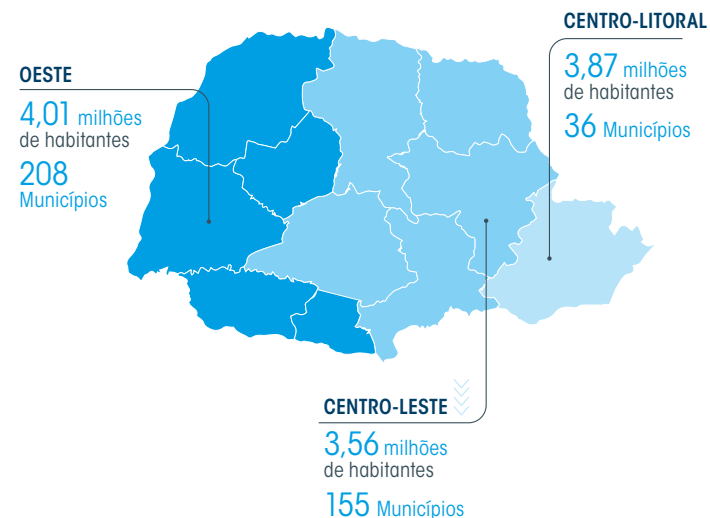 CENTRO-LITORAL
3,87 milhões
de habitantes
36 Municípios
OESTE
4,01 milhões
de habitantes
208
Municípios
CENTRO-LESTE
3,56 milhões
de habitantes
155 Municípios